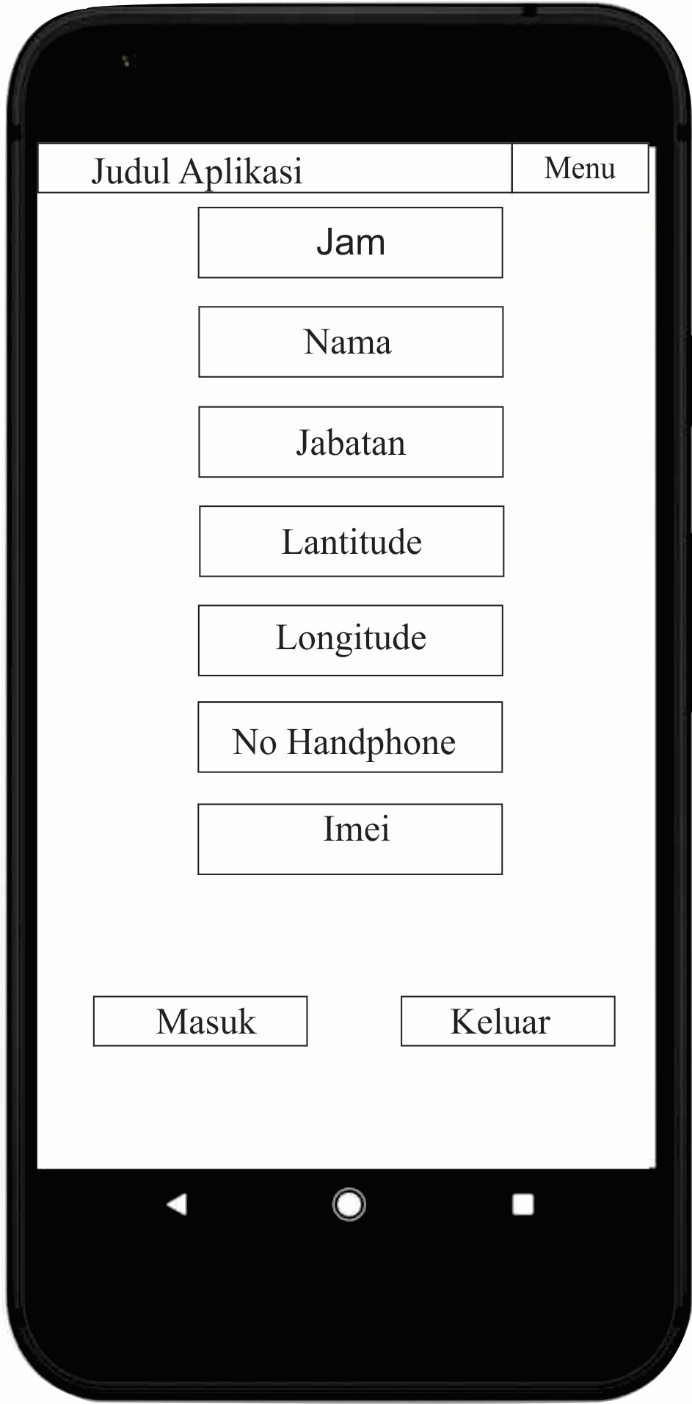 Judul Aplikasi Menu
Jam
Nama
Jabatan
Lantitude
Longitude
No Handphone
Imei
Masuk Keluar